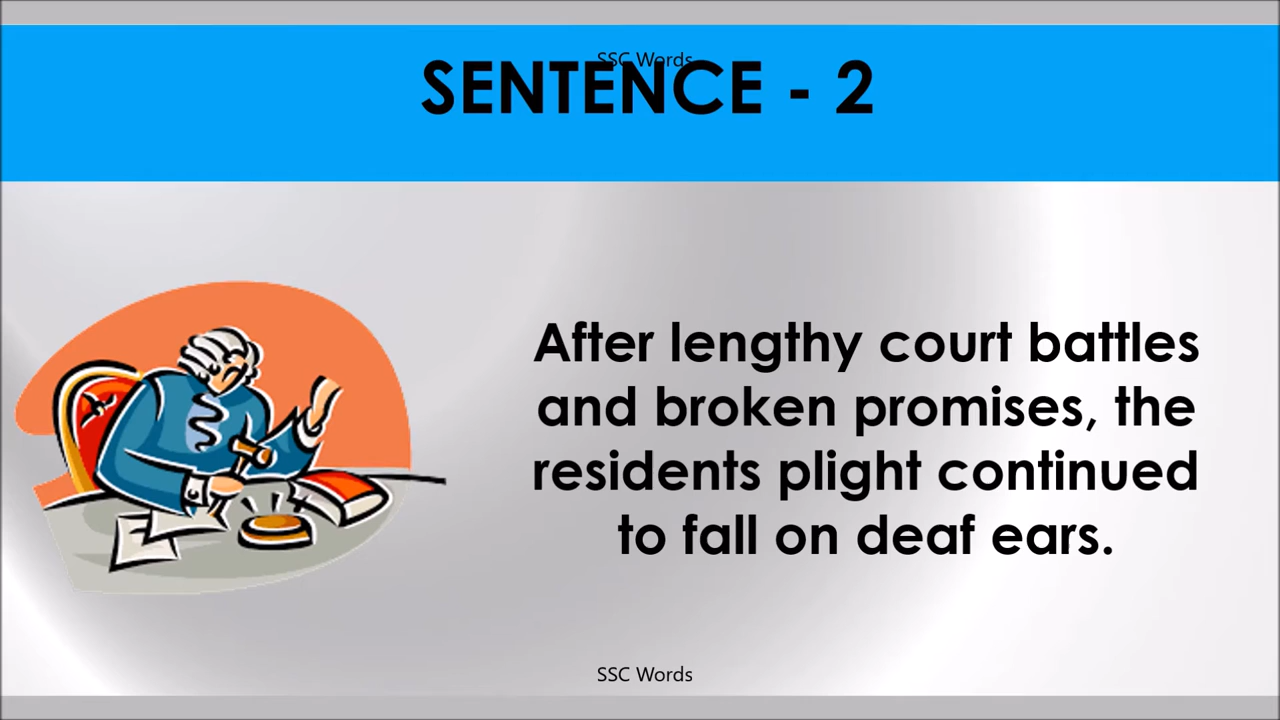 SSC Words
SENTENCE - 2
After lengthy court battles
and broken promises, the
residents plight continued
to fall on deaf ears.
SSC Words